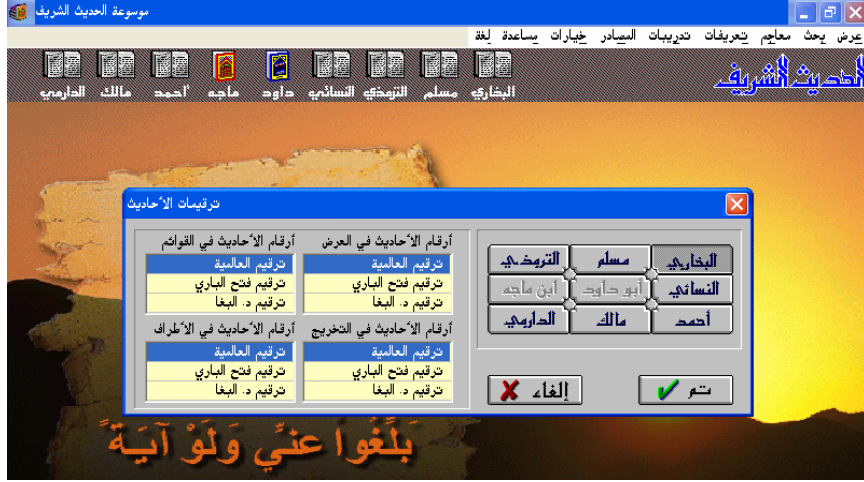 موسوعة الحديث الشريف
عرض بحث معاجم تعريفات تدريبات المصادر خيارات مساعدة لغة
الحديث الشريف
البخاري مسلم الترمذي النسائي داود ماجه أحمد مالك الدارمي
ترقيمات الأحاديث
البخاري مسلم الترمذي
النسائي أبو داود ابن ماجه
أحمد مالك الدارمي
تم إلغاء
أرقام الأحاديث في العرض
ترقيم العالمية
ترقيم فتح الباري
ترقيم د. البغا
أرقام الأحاديث في القوائم
ترقيم العالمية
ترقيم فتح الباري
ترقيم د. البغا
أرقام الأحاديث في التخريج
ترقيم العالمية
ترقيم فتح الباري
ترقيم د. البغا
أرقام الأحاديث في الأطراف
ترقيم العالمية
ترقيم فتح الباري
ترقيم د. البغا
بَلِّغُوا عَنِّي وَلَوْ آيَةً